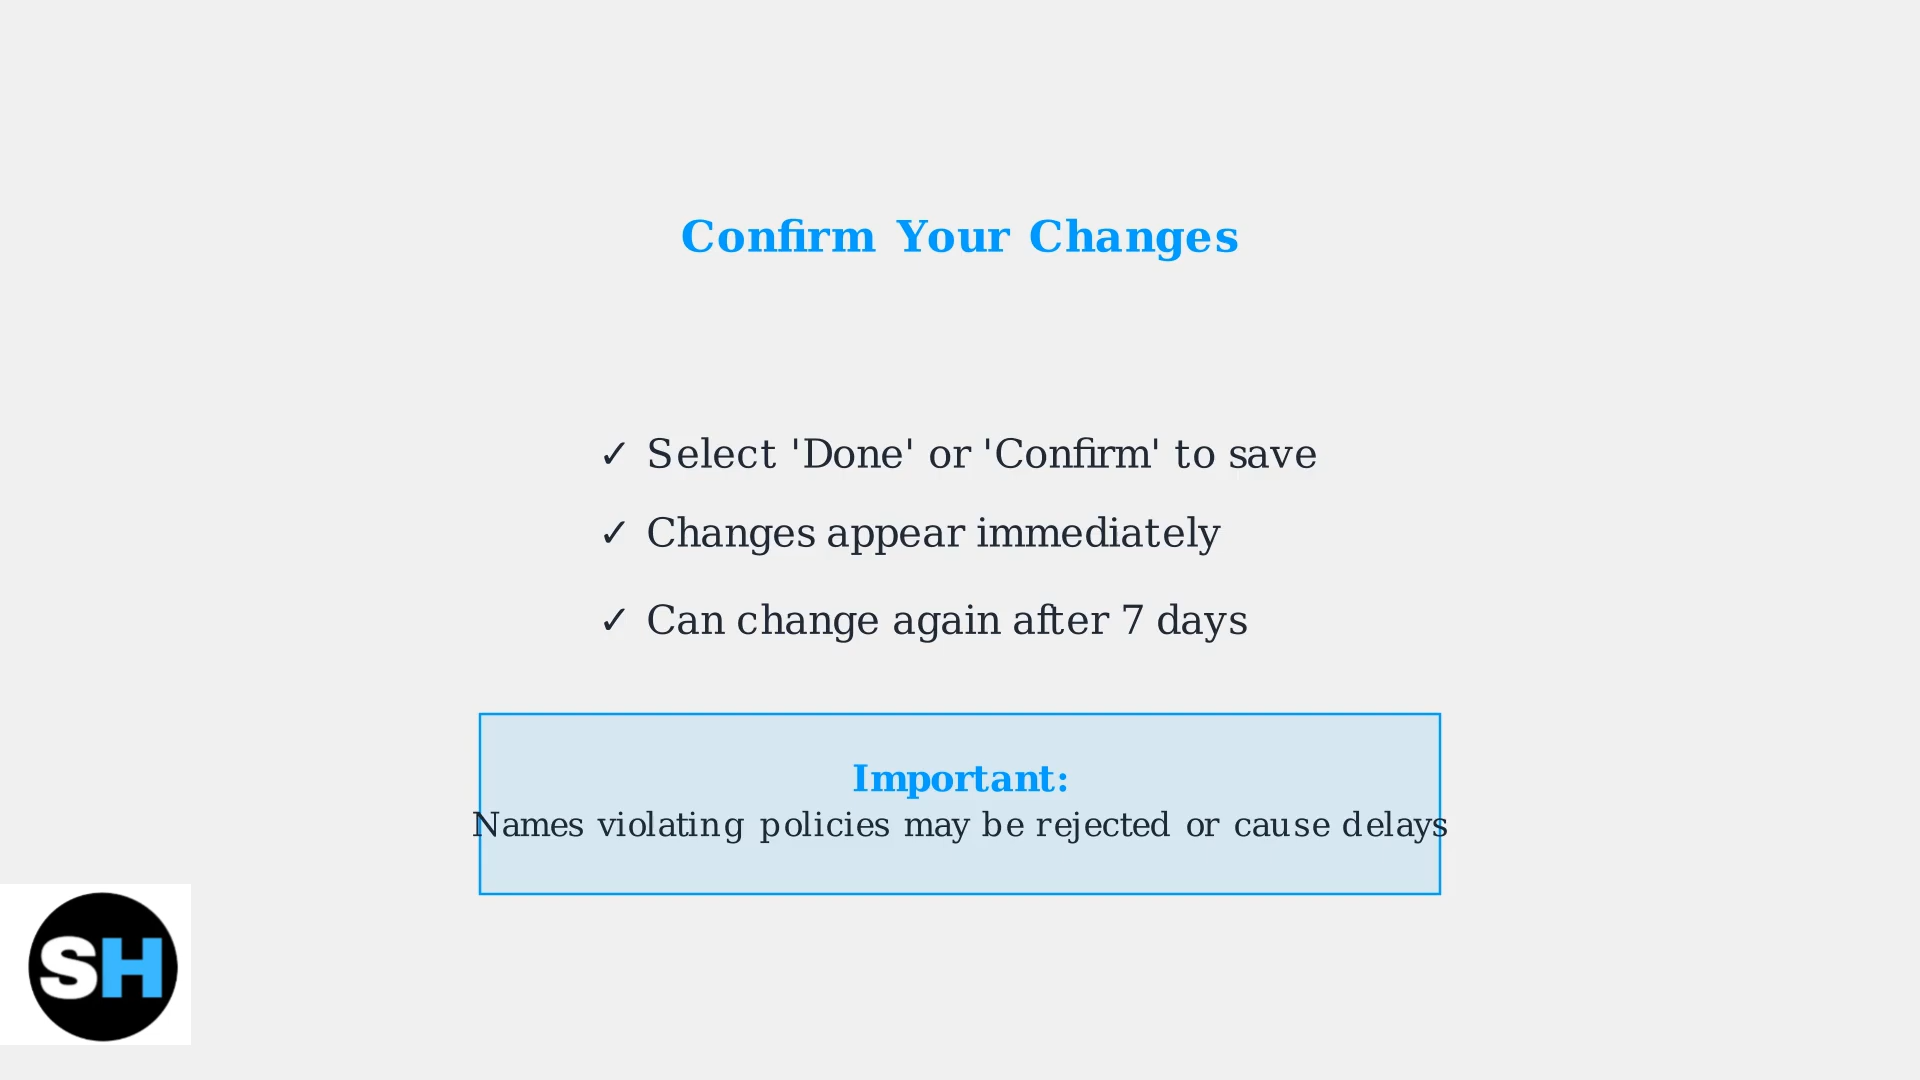 Confirm Your Changes
✓ Select 'Done' or 'Confirm' to save
✓ Changes appear immediately
✓ Can change again after 7 days
Important:
Names violating policies may be rejected or cause delays
SH